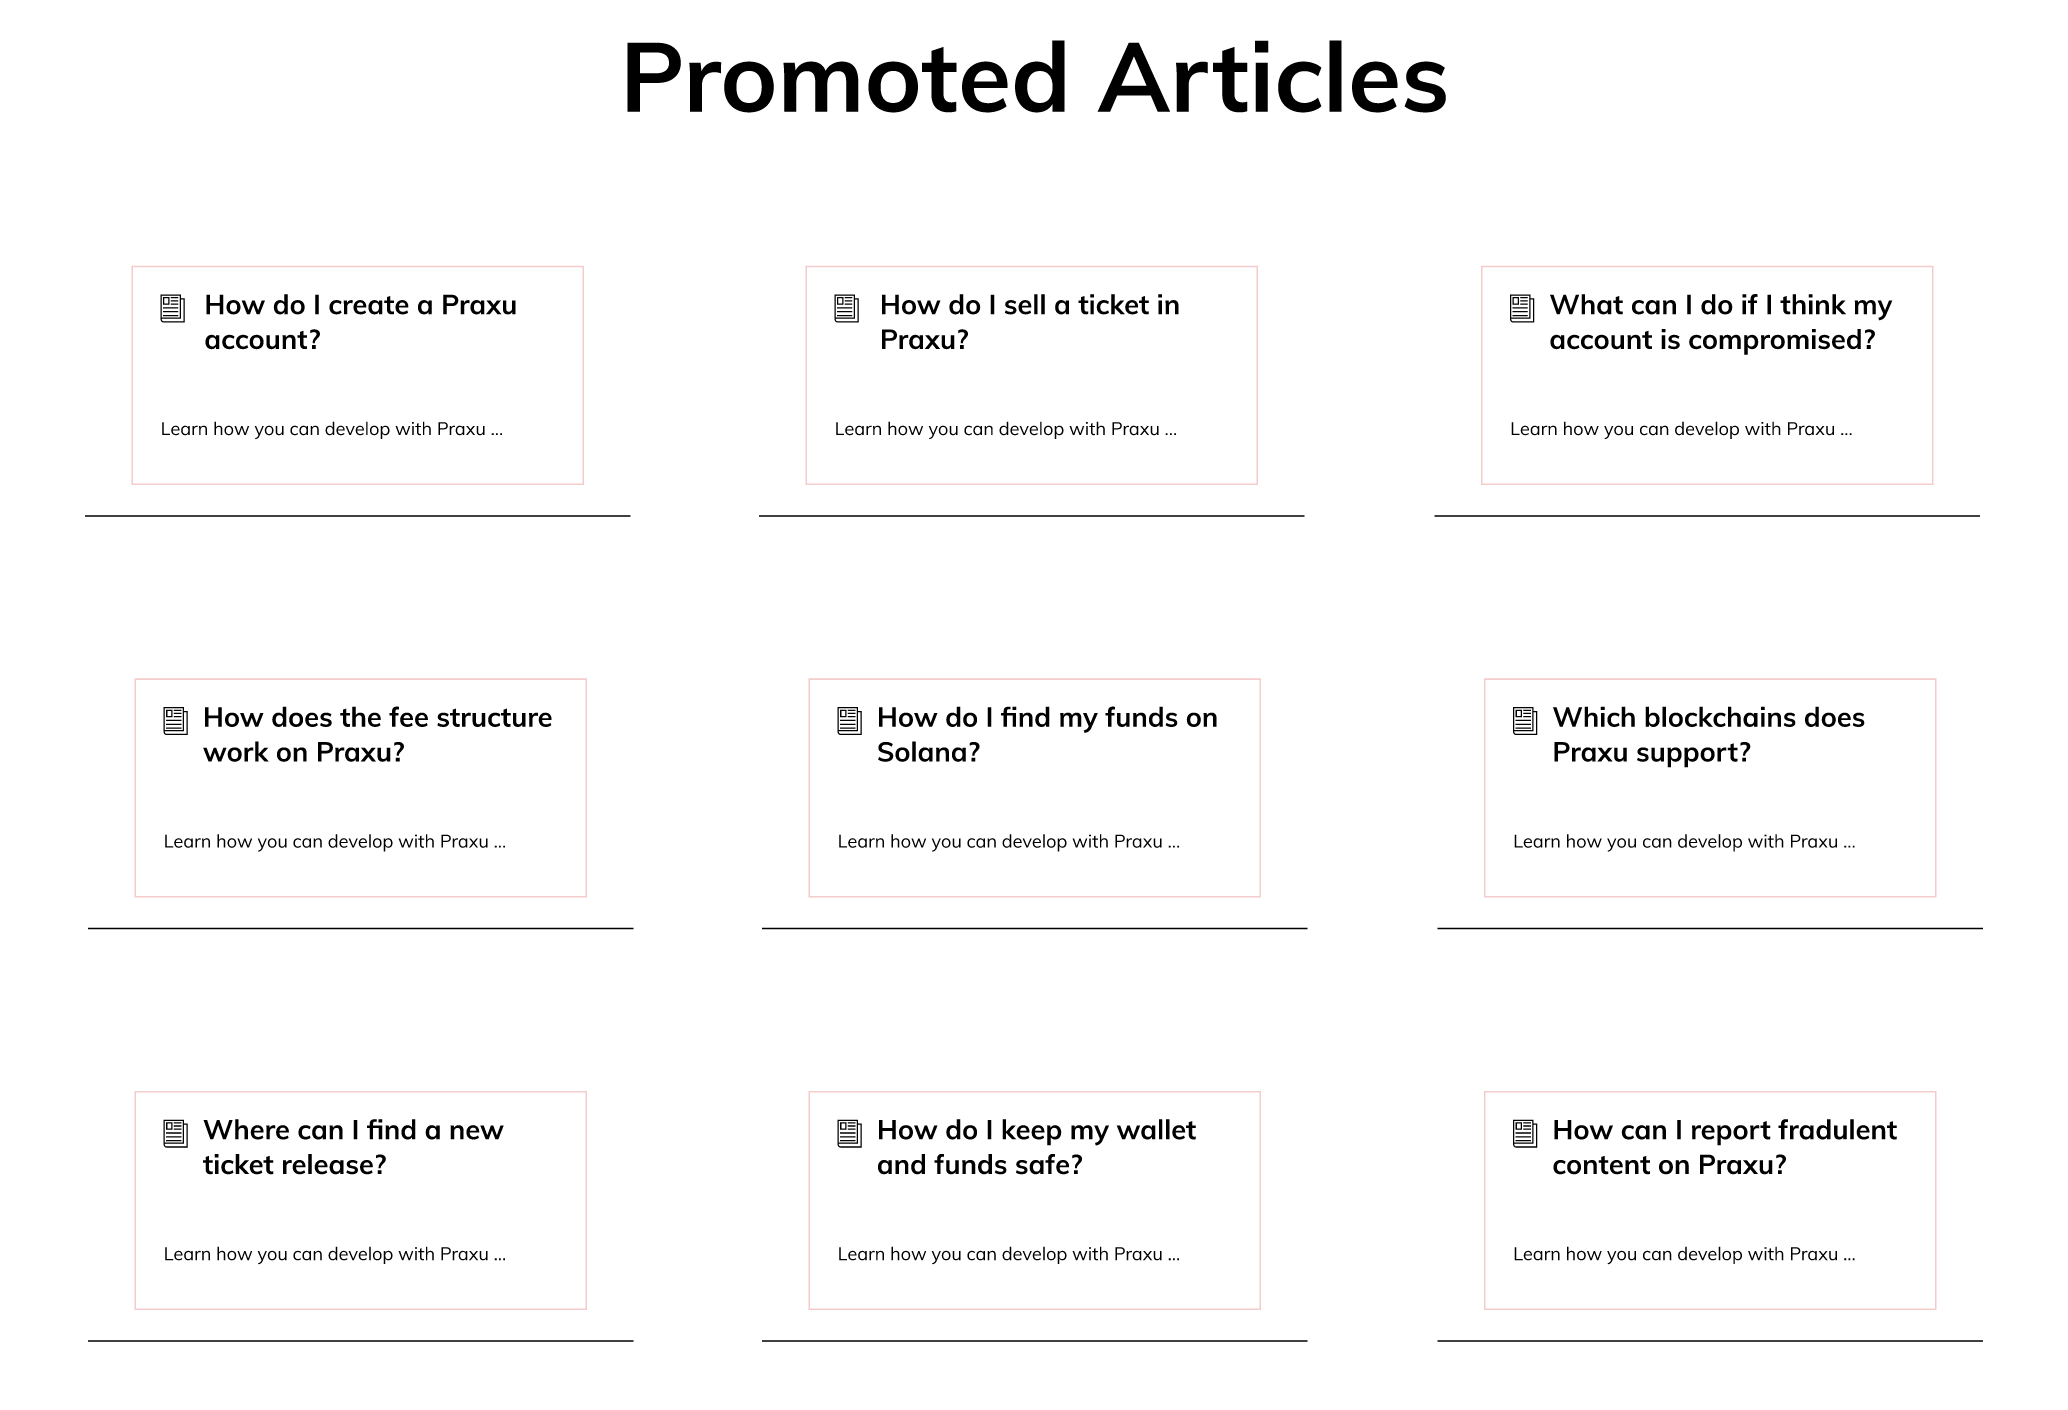 Promoted Articles
How do I create a Praxu
account?
Learn how you can develop with Praxu ...
How do I sell a ticket in
Praxu?
Learn how you can develop with Praxu ...
What can I do if I think my
account is compromised?
Learn how you can develop with Praxu ...
How does the fee structure
work on Praxu?
Learn how you can develop with Praxu ...
How do I find my funds on
Solana?
Learn how you can develop with Praxu ...
Which blockchains does
Praxu support?
Learn how you can develop with Praxu ...
Where can I find a new
ticket release?
Learn how you can develop with Praxu ...
How do I keep my wallet
and funds safe?
Learn how you can develop with Praxu ...
How can I report fradulent
content on Praxu?
Learn how you can develop with Praxu ...